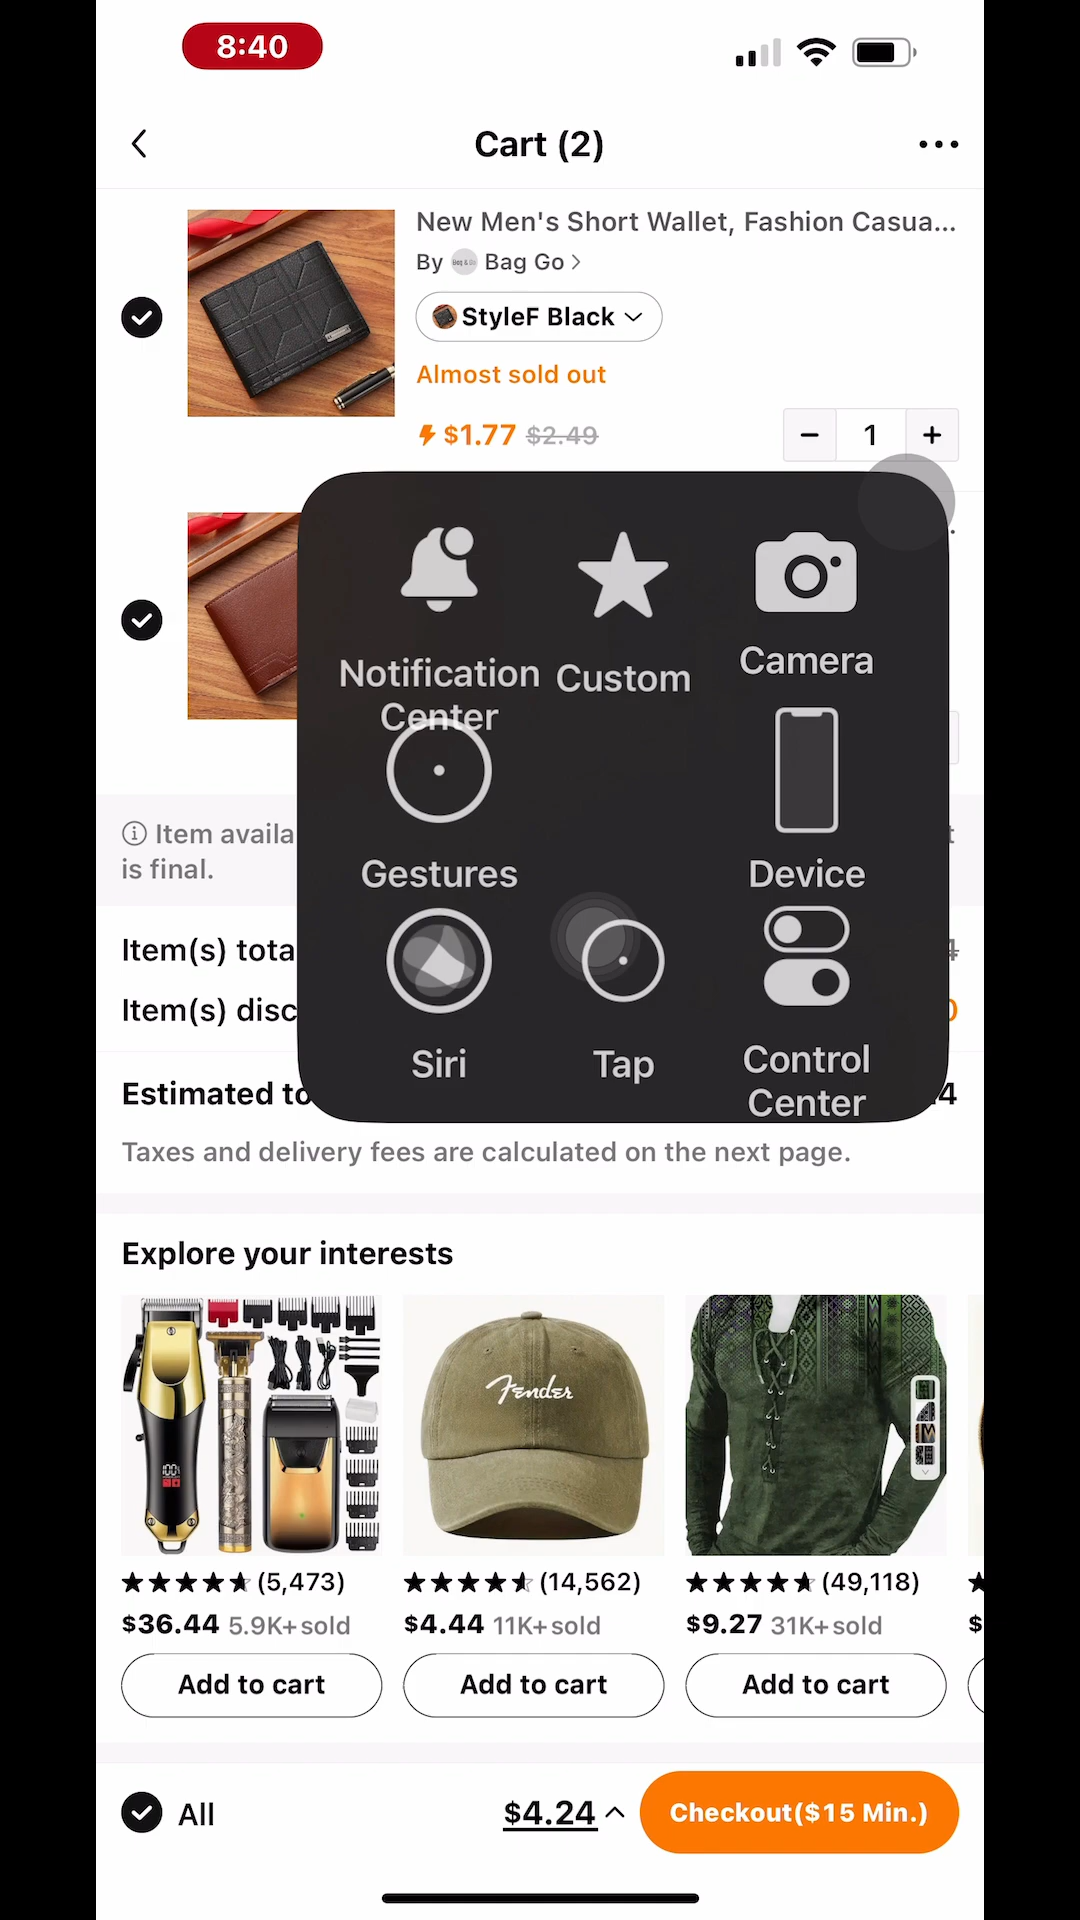 8:40
Cart (2)
New Men's Short Wallet, Fashion Casua...
By Bag Go >
StyleF Black
Almost sold out
$1.77 $2.49
− 1 +
Notification Center
Custom
Camera
Gestures
Device
Siri
Tap
Control Center
Item availa
is final.
Item(s) tota
Item(s) disc
Estimated to
Taxes and delivery fees are calculated on the next page.
Explore your interests
Fender
(5,473)
$36.44 5.9K+ sold
Add to cart
(14,562)
$4.44 11K+ sold
Add to cart
(49,118)
$9.27 31K+ sold
Add to cart
All
$4.24
Checkout($15 Min.)